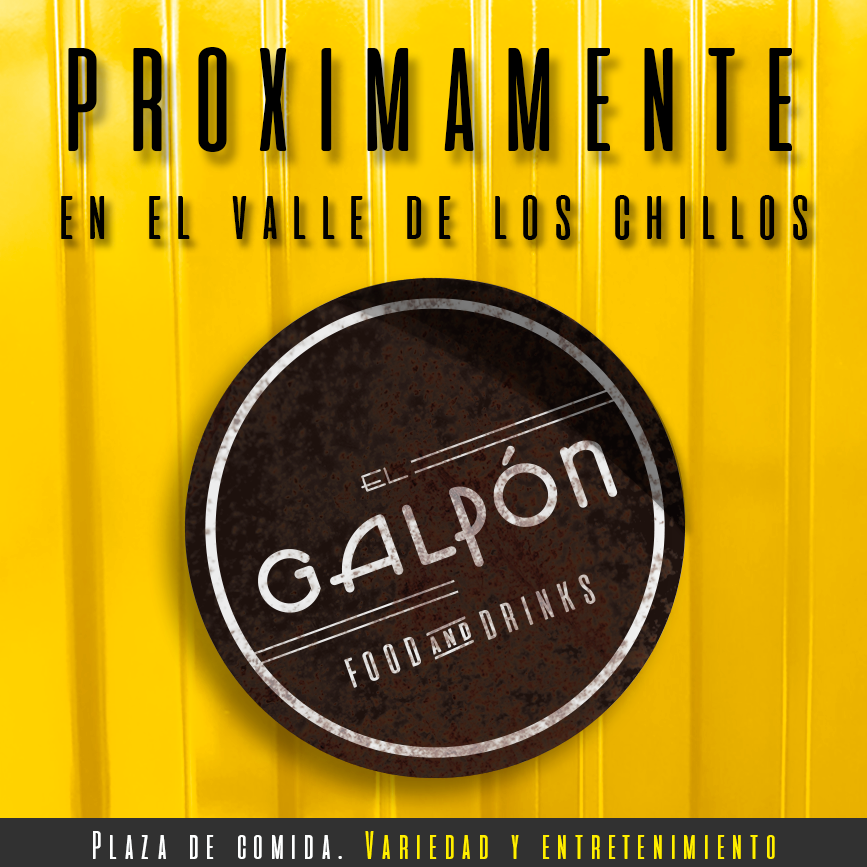 PROXIMAMENTE
EN EL VALLE DE LOS CHILLOS
EL
GALPÓN
FOOD AND DRINKS
PLAZA DE COMIDA. VARIEDAD Y ENTRETENIMIENTO